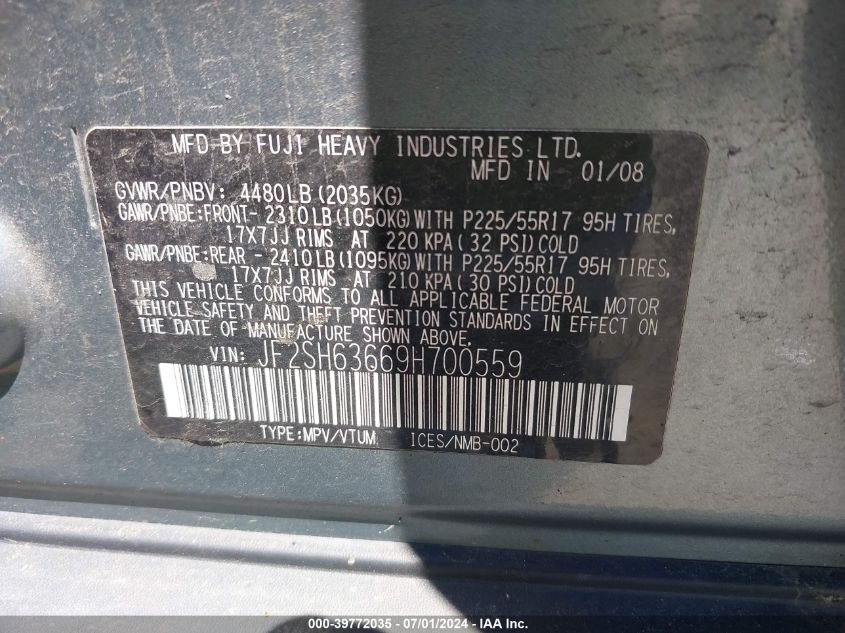 MFD BY FUJI HEAVY INDUSTRIES LTD.
MFD IN 01/08
GVWR/PNBV: 4480LB(2035KG)
GAWR/PNBE:FRONT- 2310LB(1050KG)WITH P225/55R17 95H TIRES,
17X7JJ RIMS AT 220 KPA( 32 PSI)COLD
GAWR/PNBE:REAR - 2410LB(1095KG)WITH P225/55R17 95H TIRES,
17X7JJ RIMS AT 210 KPA( 30 PSI)COLD
THIS VEHICLE CONFORMS TO ALL APPLICABLE FEDERAL MOTOR
VEHICLE SAFETY AND THEFT PREVENTION STANDARDS IN EFFECT ON
THE DATE OF MANUFACTURE SHOWN ABOVE.
VIN: JF2SH63669H700559
TYPE:MPV/VTUM ICES/NMB-002
000-39772035 - 07/01/2024 - IAA Inc.